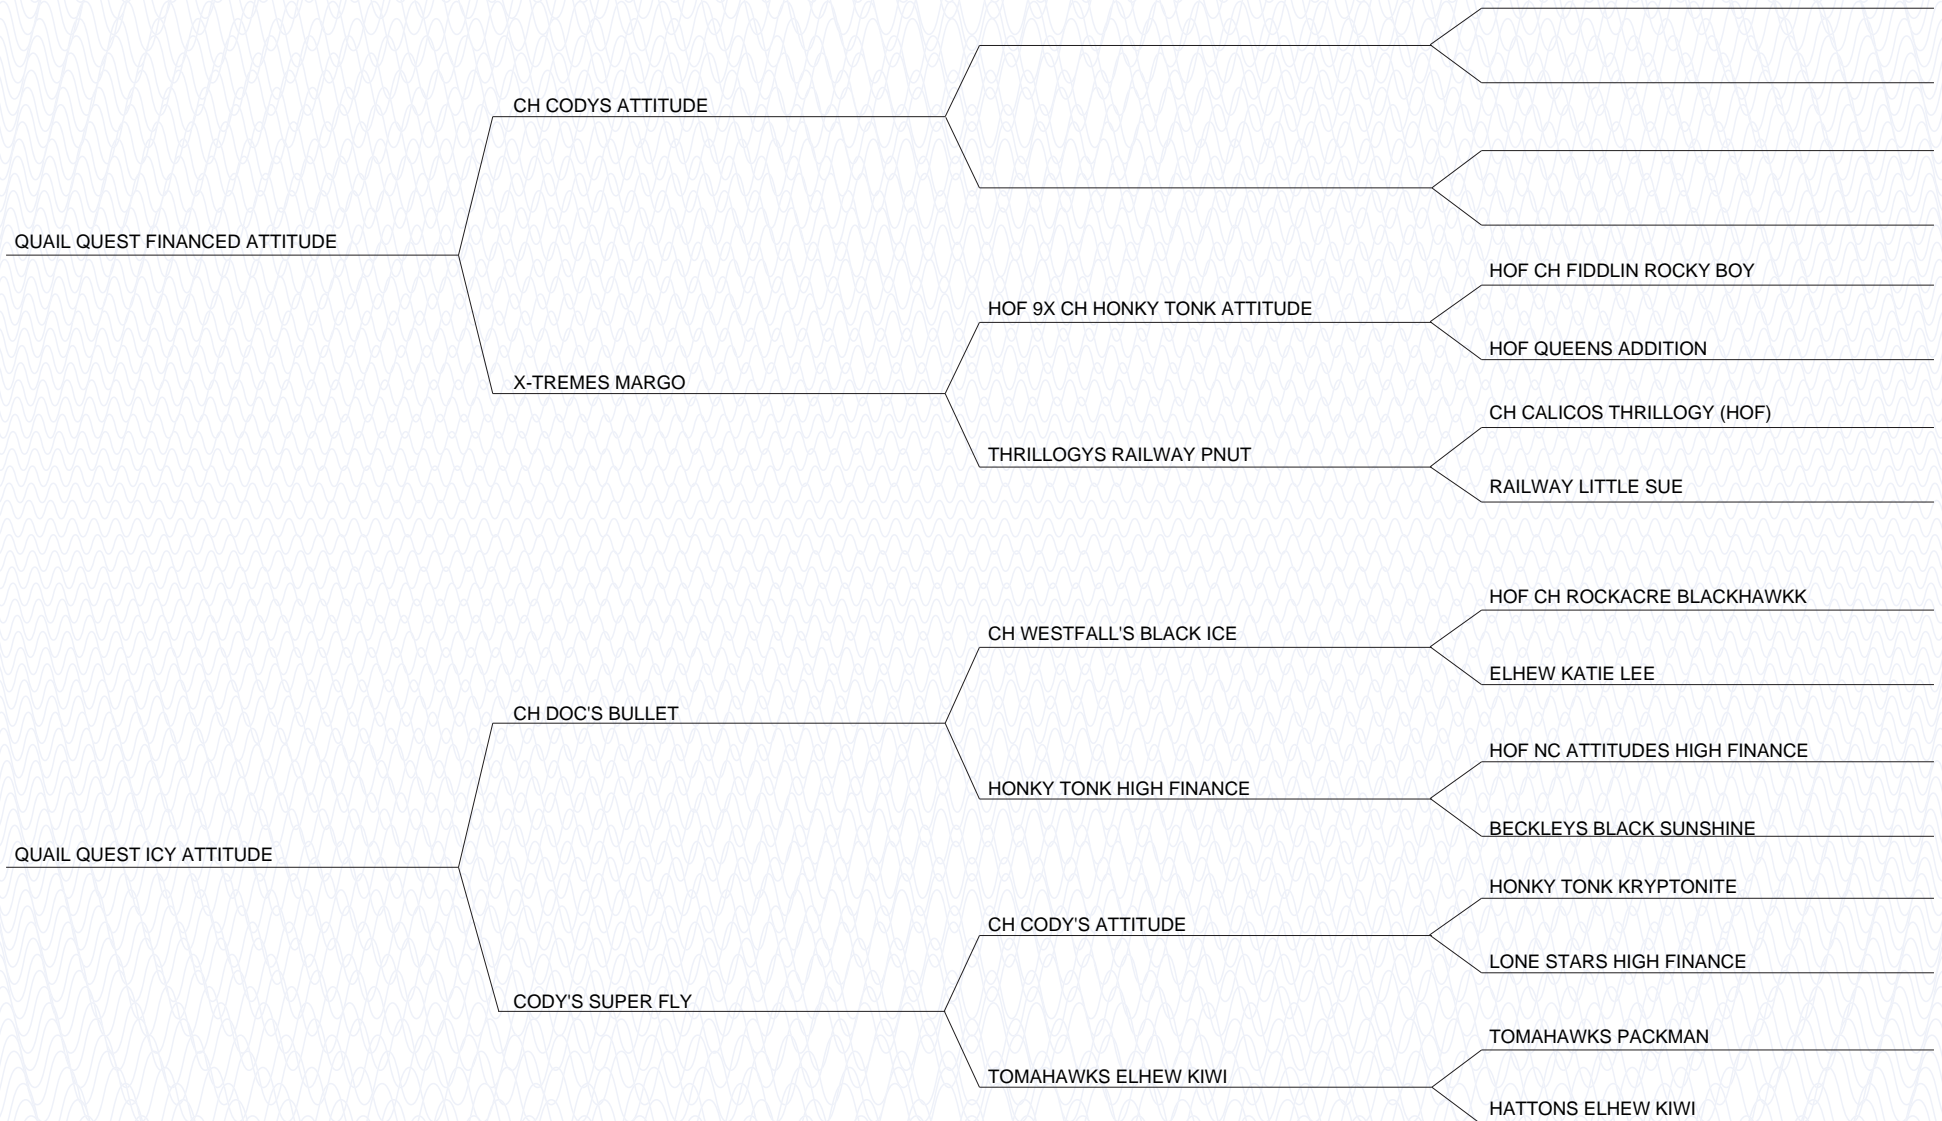 CH CODYS ATTITUDE
QUAIL QUEST FINANCED ATTITUDE
HOF CH FIDDLIN ROCKY BOY
HOF 9X CH HONKY TONK ATTITUDE
HOF QUEENS ADDITION
X-TREMES MARGO
CH CALICOS THRILLOGY (HOF)
THRILLOGYS RAILWAY PNUT
RAILWAY LITTLE SUE
HOF CH ROCKACRE BLACKHAWKK
CH WESTFALL'S BLACK ICE
ELHEW KATIE LEE
CH DOC'S BULLET
HOF NC ATTITUDES HIGH FINANCE
HONKY TONK HIGH FINANCE
BECKLEYS BLACK SUNSHINE
QUAIL QUEST ICY ATTITUDE
HONKY TONK KRYPTONITE
CH CODY'S ATTITUDE
LONE STARS HIGH FINANCE
CODY'S SUPER FLY
TOMAHAWKS PACKMAN
TOMAHAWKS ELHEW KIWI
HATTONS ELHEW KIWI